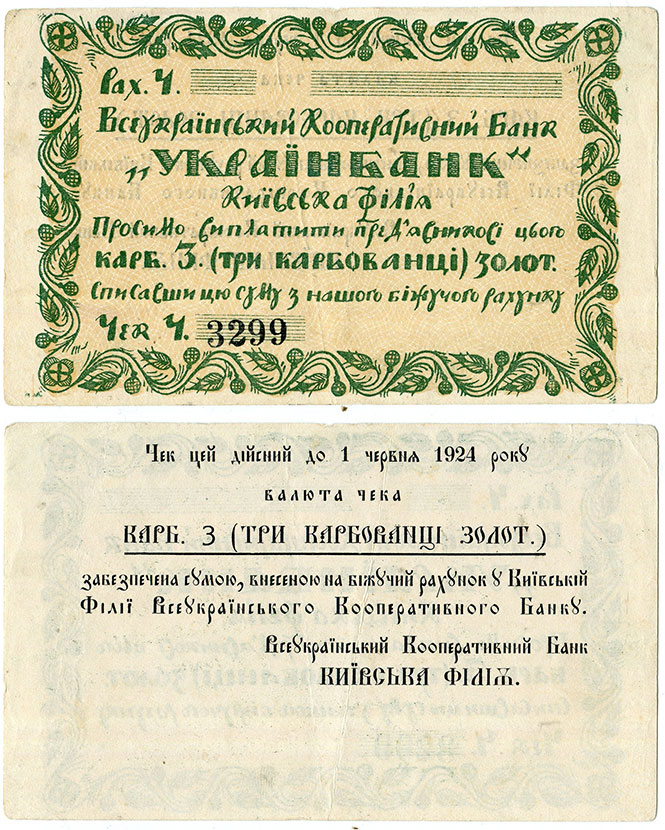 Рах. Ч.
Всеукраїнський Кооперативний Банк
„УКРАЇНБАНК“
Київська філія
Просимо виплатити пред'явникові цього
КАРБ. 3. (ТРИ КАРБОВАНЦІ) ЗОЛОТ.
Списавши цю суму з нашого біжучого рахунку
Чек Ч. 3299
Чек цей дійсний до 1 червня 1924 року
валюта чека
КАРБ. 3 (ТРИ КАРБОВАНЦІ ЗОЛОТ.)
забезпечена сумою, внесеною на біжучий рахунок у Київській
Філії Всеукраїнського Кооперативного Банку.
Всеукраїнський Кооперативний Банк
КИЇВСЬКА ФІЛІЯ.